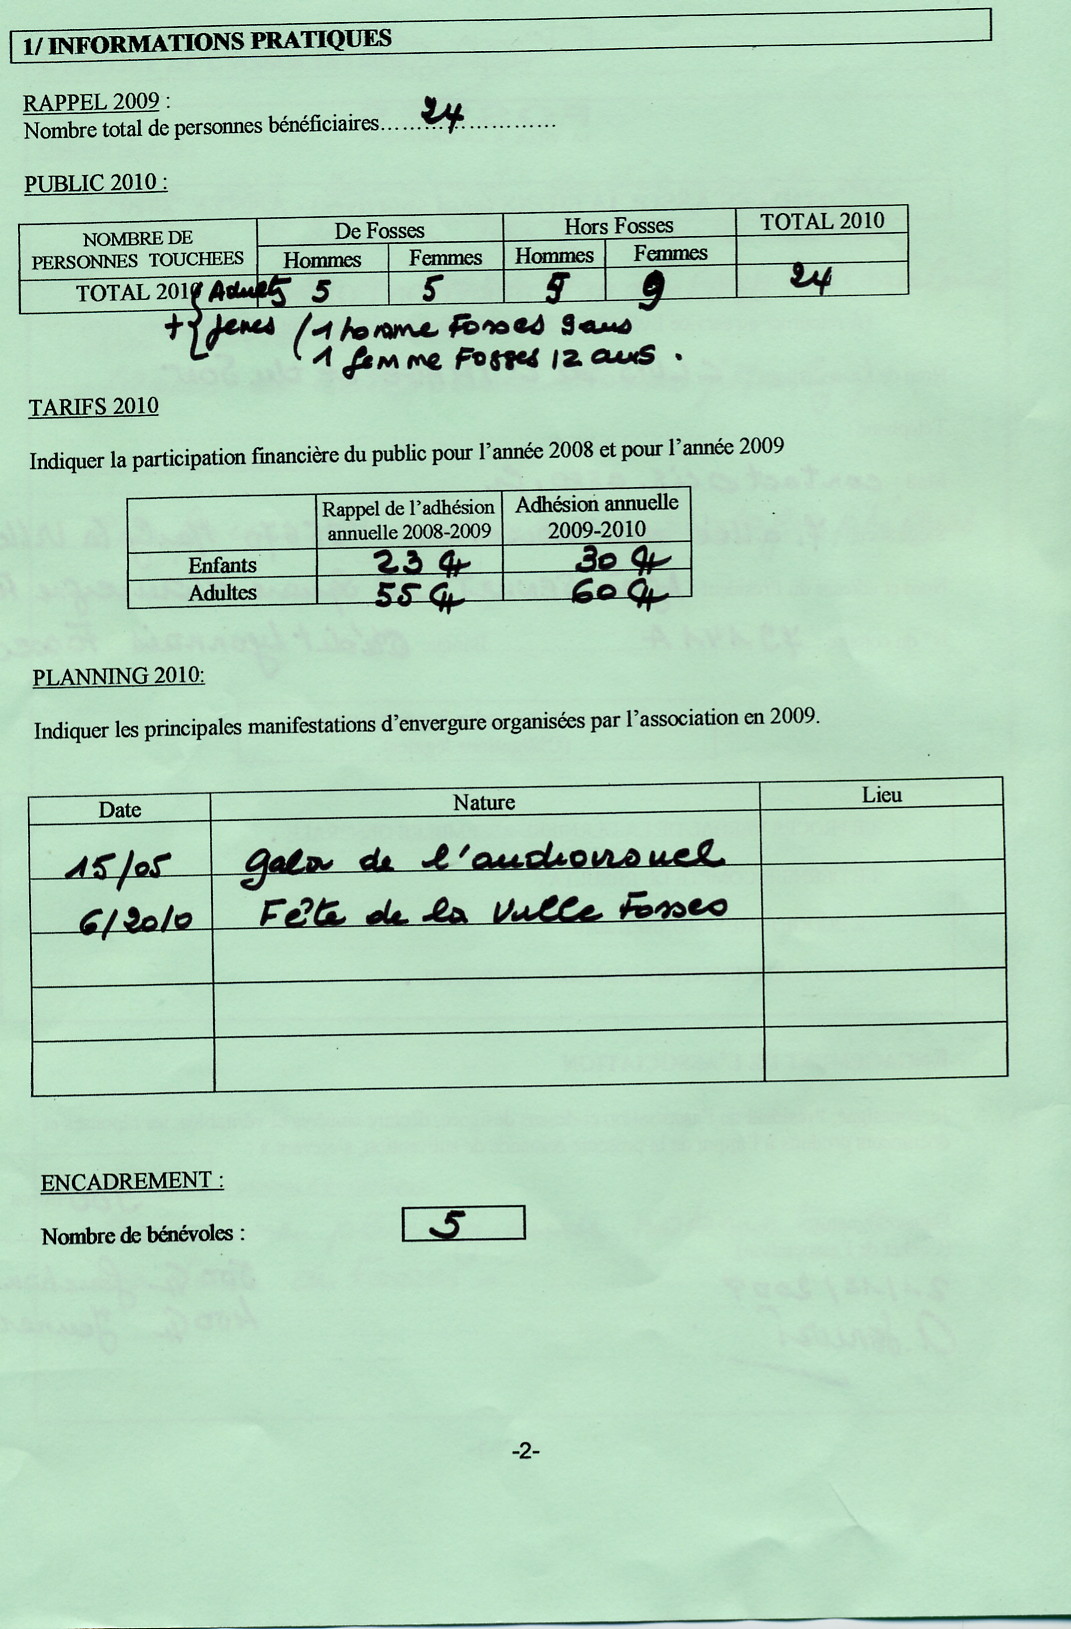 1/ INFORMATIONS PRATIQUES
RAPPEL 2009 :
Nombre total de personnes bénéficiaires.......24.......
PUBLIC 2010 :
NOMBRE DE PERSONNES TOUCHEES De Fosses Hors Fosses TOTAL 2010
Hommes Femmes Hommes Femmes
TOTAL 2010 Adultes 5 5 5 9 24
+ { jenes ( 1 homme Fosses 9 ans
1 femme Fosses 12 ans.
TARIFS 2010
Indiquer la participation financière du public pour l'année 2008 et pour l'année 2009
Rappel de l'adhésion Adhésion annuelle
annuelle 2008-2009 2009-2010
Enfants 23 € 30 €
Adultes 55 € 60 €
PLANNING 2010:
Indiquer les principales manifestations d'envergure organisées par l'association en 2009.
Date Nature Lieu
15/05 gala de l'audiovisuel
6/2010 Fête de la Ville Fosses
ENCADREMENT :
Nombre de bénévoles : 5
-2-